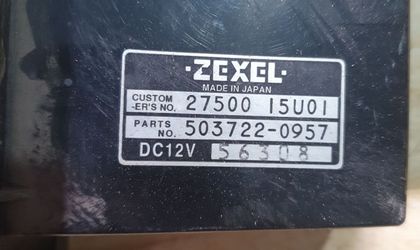 ·ZEXEL·
MADE IN JAPAN
CUSTOM -ER'S NO. 27500 15U01
PARTS NO. 503722-0957
DC12V 56308